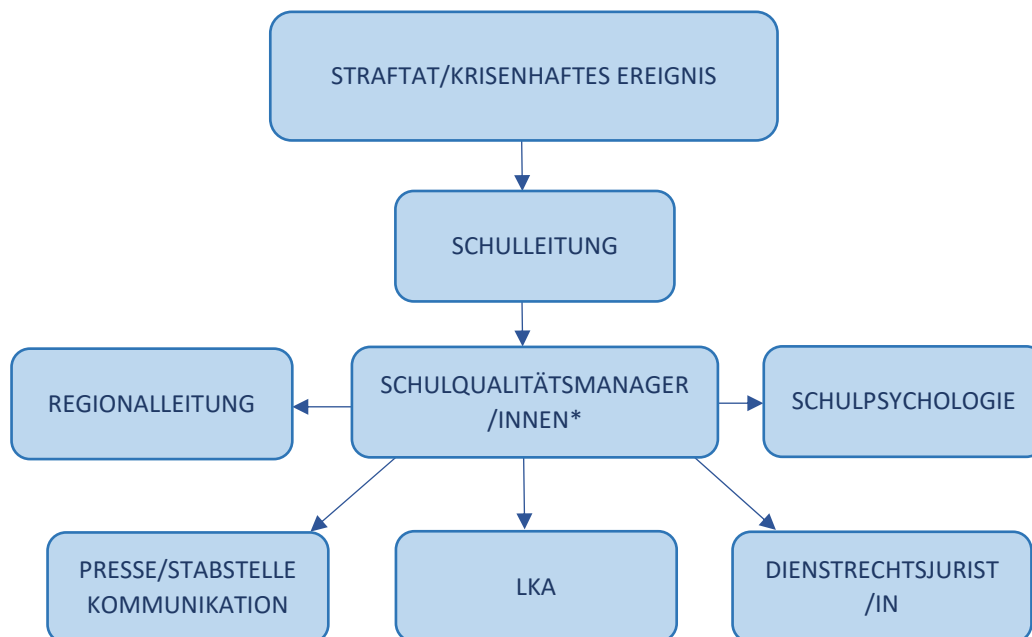 STRAFTAT/KRISENHAFTES EREIGNIS
SCHULLEITUNG
REGIONALLEITUNG
SCHULQUALITÄTSMANAGER
/INNEN*
SCHULPSYCHOLOGIE
PRESSE/STABSTELLE
KOMMUNIKATION
LKA
DIENSTRECHTSJURIST
/IN